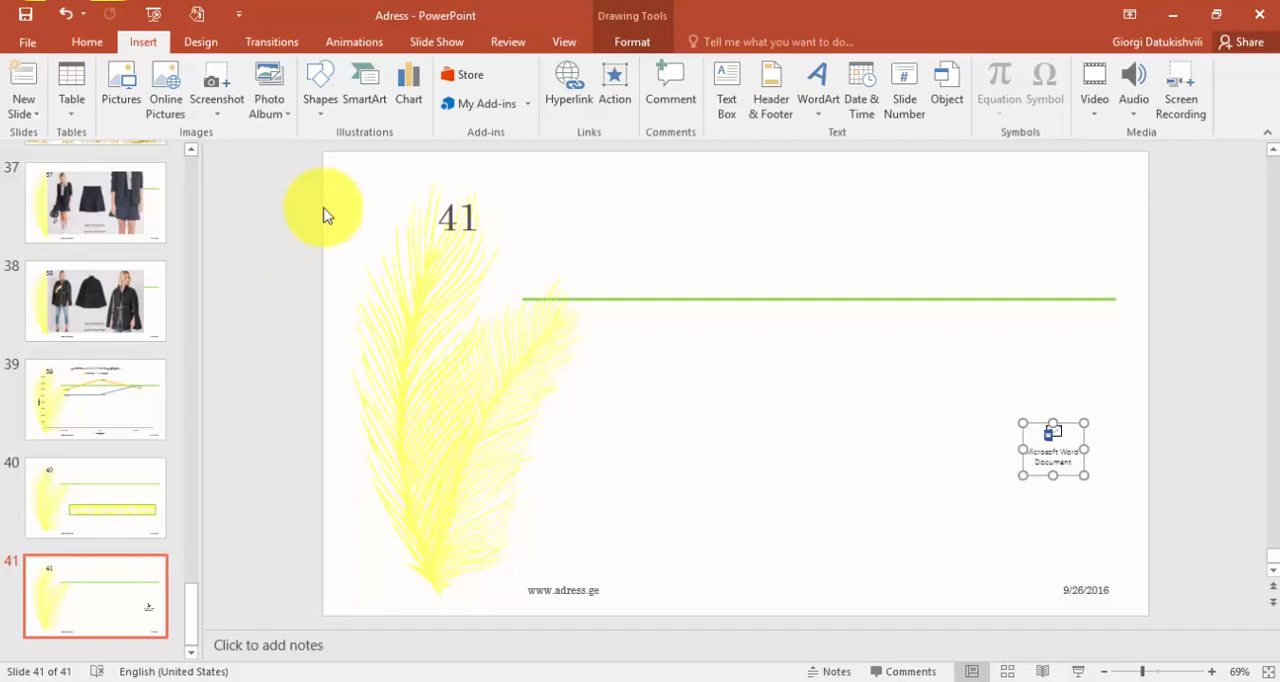 Adress - PowerPoint
Drawing Tools
File
Home
Insert
Design
Transitions
Animations
Slide Show
Review
View
Format
Tell me what you want to do...
Giorgi Datukishvili
Share
New Slide
Table
Pictures
Online Pictures
Screenshot
Photo Album
Shapes
SmartArt
Chart
Store
My Add-ins
Hyperlink
Action
Comment
Text Box
Header & Footer
WordArt
Date & Time
Slide Number
Object
Equation
Symbol
Video
Audio
Screen Recording
Slides
Tables
Images
Illustrations
Add-ins
Links
Comments
Text
Symbols
Media
37
57
38
58
39
59
40
40
41
41
41
Microsoft Word
Document
www.adress.ge
9/26/2016
Click to add notes
Slide 41 of 41
English (United States)
Notes
Comments
69%